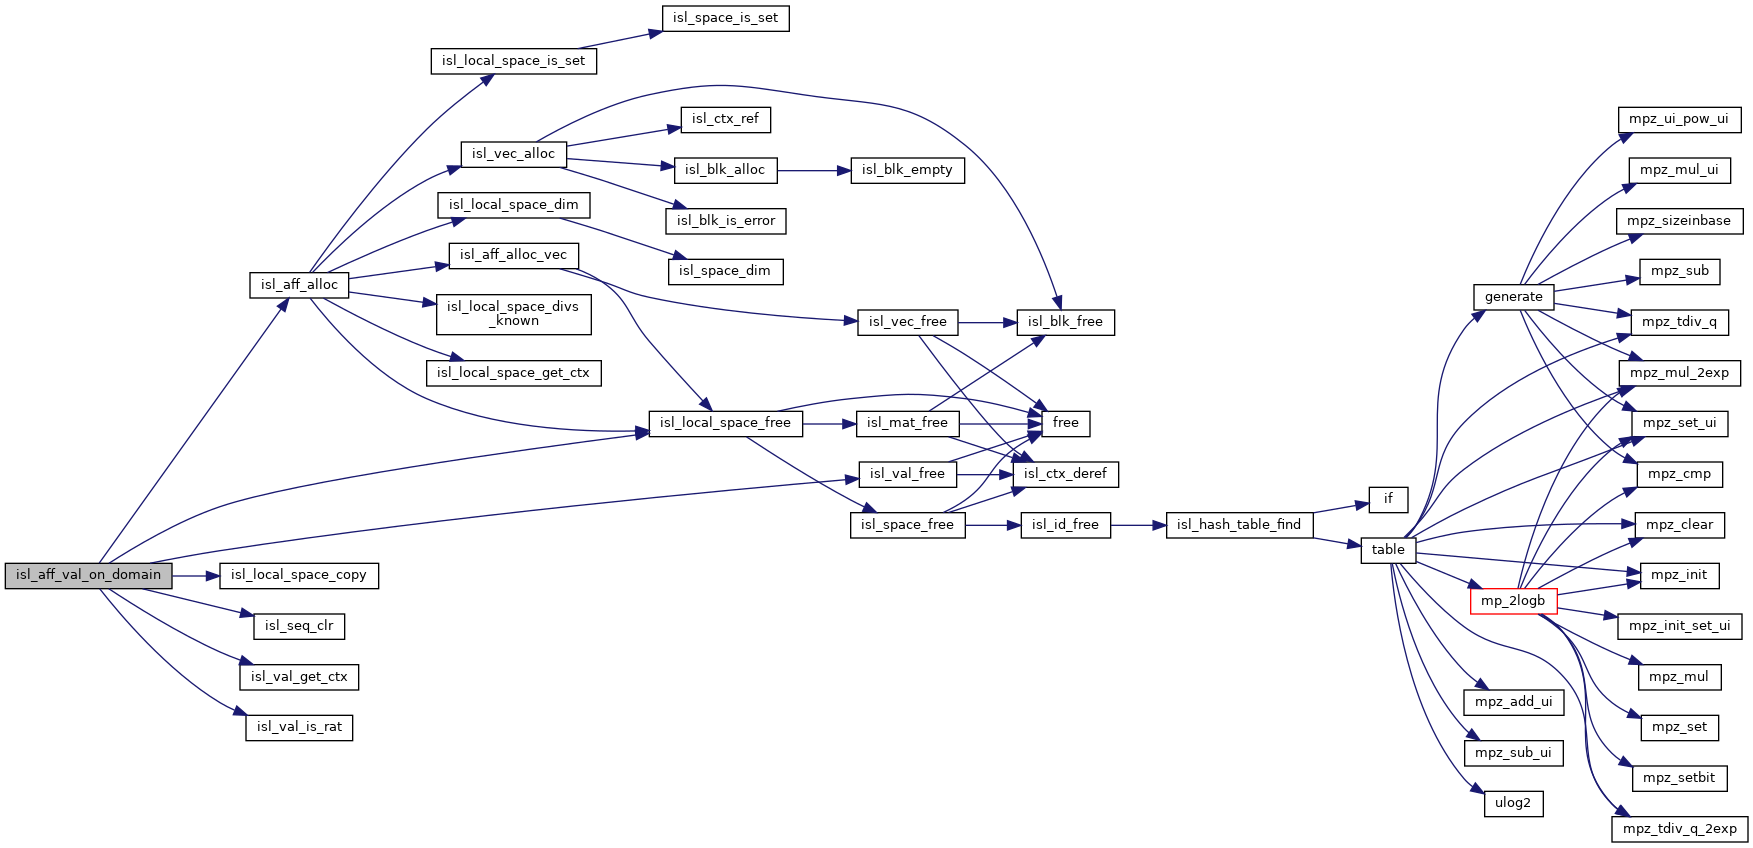 isl_space_is_set
isl_local_space_is_set
isl_ctx_ref
mpz_ui_pow_ui
isl_vec_alloc
isl_blk_alloc
isl_blk_empty
mpz_mul_ui
isl_local_space_dim
isl_blk_is_error
mpz_sizeinbase
isl_aff_alloc_vec
isl_space_dim
mpz_sub
isl_aff_alloc
generate
isl_local_space_divs
_known
isl_vec_free
isl_blk_free
mpz_tdiv_q
isl_local_space_get_ctx
mpz_mul_2exp
isl_local_space_free
isl_mat_free
free
mpz_set_ui
isl_val_free
isl_ctx_deref
mpz_cmp
if
isl_space_free
isl_id_free
isl_hash_table_find
mpz_clear
table
isl_aff_val_on_domain
isl_local_space_copy
mpz_init
mp_2logb
isl_seq_clr
mpz_init_set_ui
isl_val_get_ctx
mpz_mul
mpz_add_ui
isl_val_is_rat
mpz_set
mpz_sub_ui
mpz_setbit
ulog2
mpz_tdiv_q_2exp